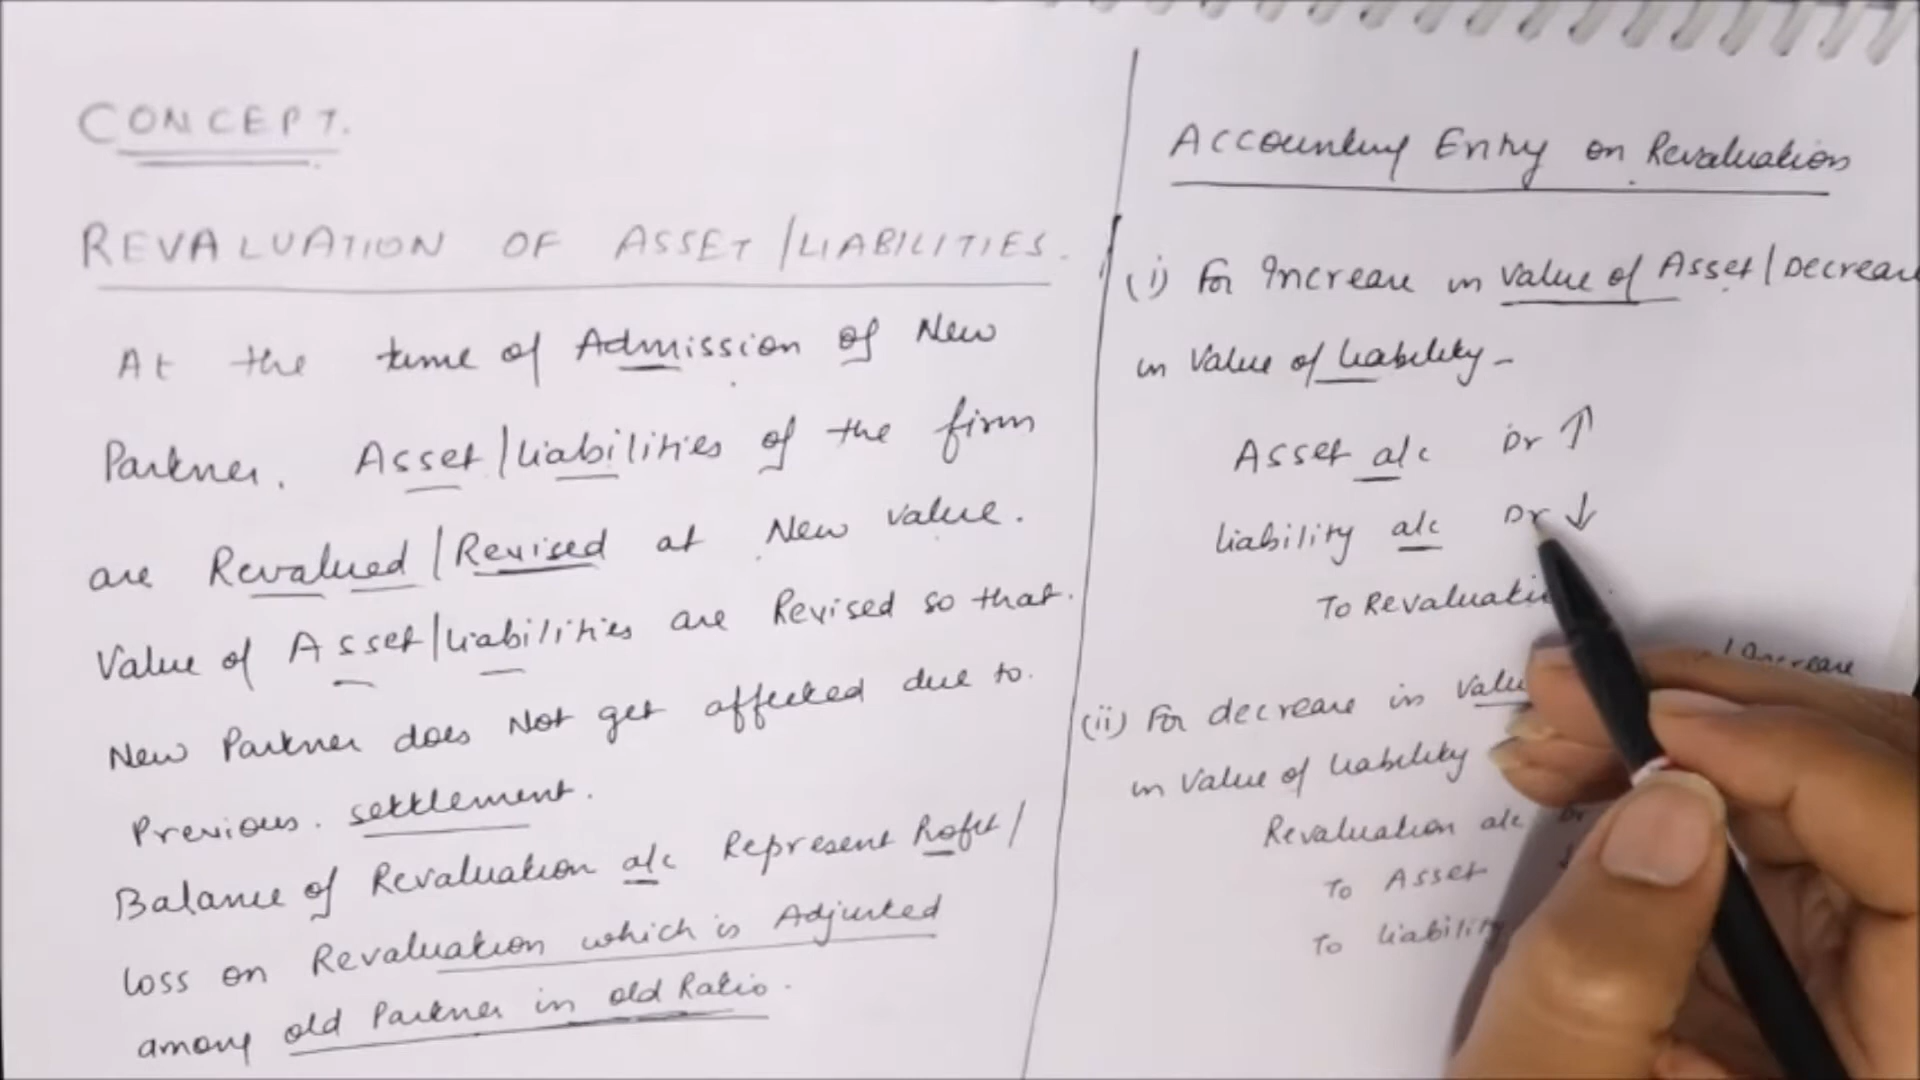 CONCEPT.
REVALUATION OF ASSET/LIABILITIES.
At the time of Admission of New
Partner. Asset/liabilities of the firm
are Revalued/Revised at New value.
Value of Asset/liabilities are Revised so that.
New Partner does Not get affected due to.
Previous. settlement.
Balance of Revaluation a/c Represent Profit/
loss on Revaluation which is Adjusted
among old Partner in old Ratio.
Accounting Entry on Revaluation
(i) For Increase in value of Asset/Decrease
in value of liability -
Asset a/c Dr ↑
liability a/c Dr ↓
To Revaluati
(ii) For decrease in Valu / Increase
in value of liability
Revaluation a/c Dr
To Asset ↓
To liability